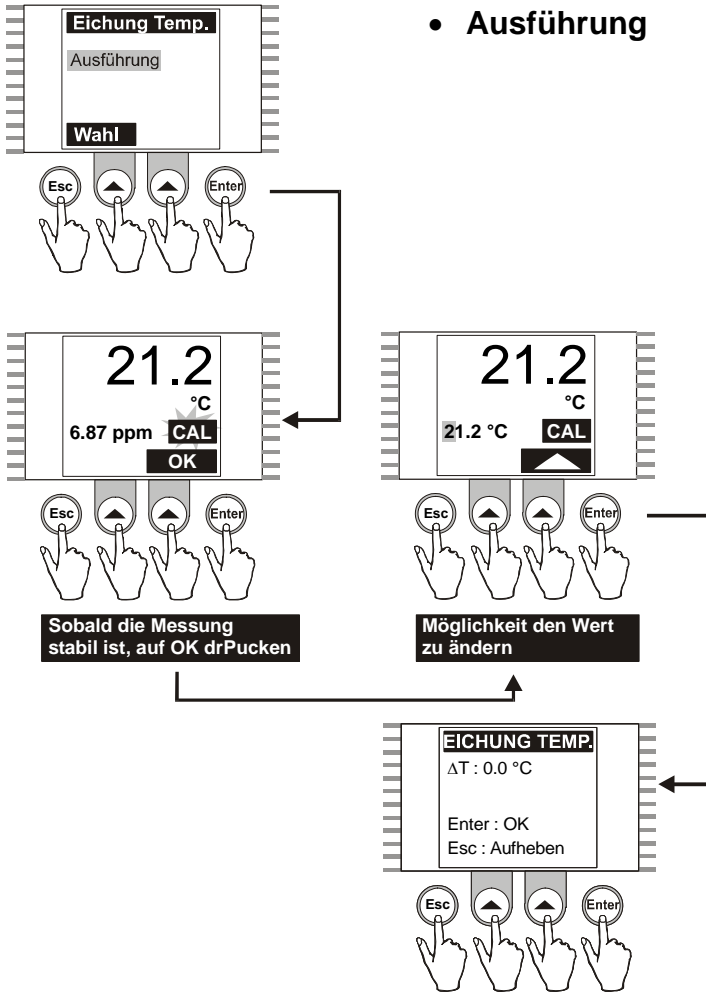 • Ausführung
Eichung Temp.
Ausführung
Wahl
Esc
Enter
21.2
°C
6.87 ppm CAL
OK
Esc
Enter
Sobald die Messung
stabil ist, auf OK drPucken
21.2
°C
21.2 °C CAL
Esc
Enter
Möglichkeit den Wert
zu ändern
EICHUNG TEMP.
ΔT : 0.0 °C
Enter : OK
Esc : Aufheben
Esc
Enter